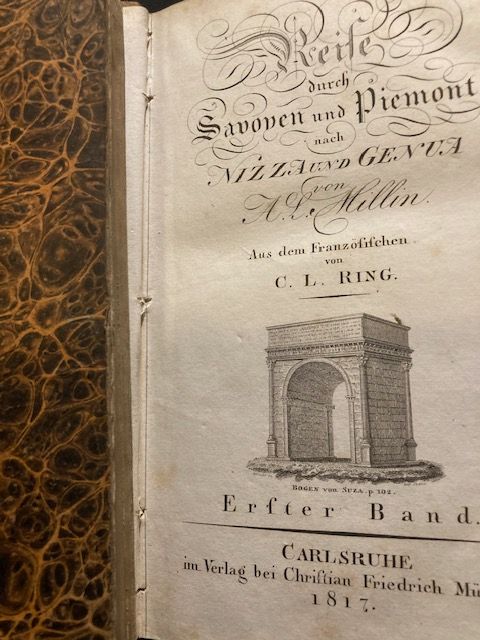 Reise
durch
Savoyen und Piemont
nach
NIZZA UND GENUA
von
A. L. Millin.
Aus dem Französischen
von
C. L. RING.
BOGEN von SUZA. p 102.
Erster Band.
CARLSRUHE
im Verlag bei Christian Friedrich Mü
1817.